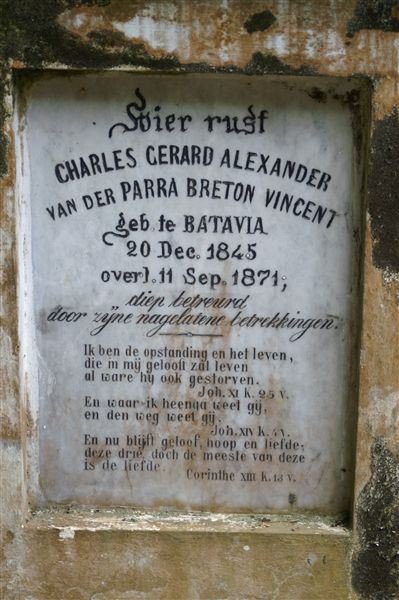 Hier rust
CHARLES GERARD ALEXANDER
VAN DER PARRA BRETON VINCENT
geb. te BATAVIA
20 Dec. 1845
overl. 11 Sep. 1871;
diep betreurd
door zijne nagelatene betrekkingen.
Ik ben de opstanding en het leven,
die in mij gelooft zal leven
al ware hy ook gestorven.
Joh. XI K. 25 v.
En waar ik heenga weet gij,
en den weg weet gij.
Joh. XIV K. 4 v.
En nu blijft geloof, hoop en liefde;
deze drie, doch de meeste van deze
is de liefde.
Corinthe XIII K. 13 v.